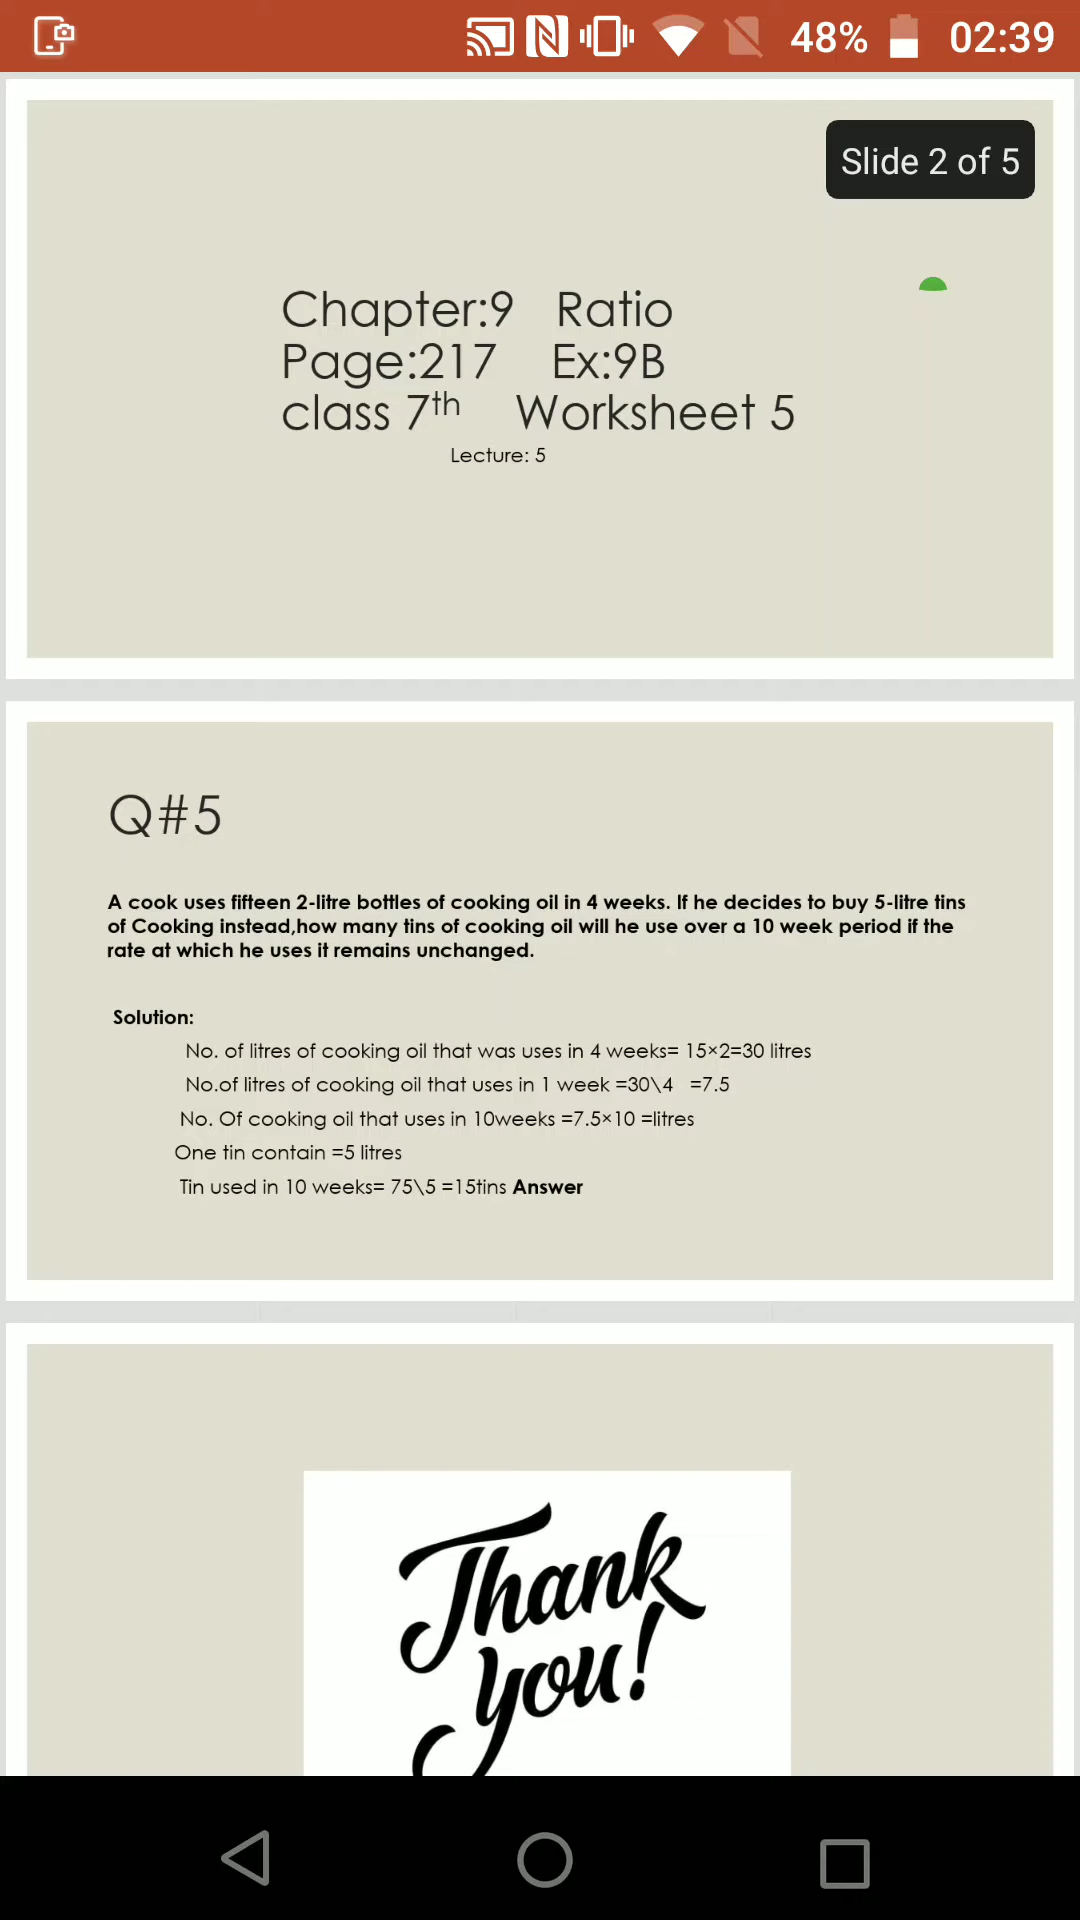 48% 02:39
Slide 2 of 5
Chapter:9 Ratio
Page:217 Ex:9B
class 7th Worksheet 5
Lecture: 5
Q#5
A cook uses fifteen 2-litre bottles of cooking oil in 4 weeks. If he decides to buy 5-litre tins
of Cooking instead,how many tins of cooking oil will he use over a 10 week period if the
rate at which he uses it remains unchanged.
Solution:
No. of litres of cooking oil that was uses in 4 weeks= 15×2=30 litres
No.of litres of cooking oil that uses in 1 week =30\4 =7.5
No. Of cooking oil that uses in 10weeks =7.5×10 =litres
One tin contain =5 litres
Tin used in 10 weeks= 75\5 =15tins Answer
Thank
you!